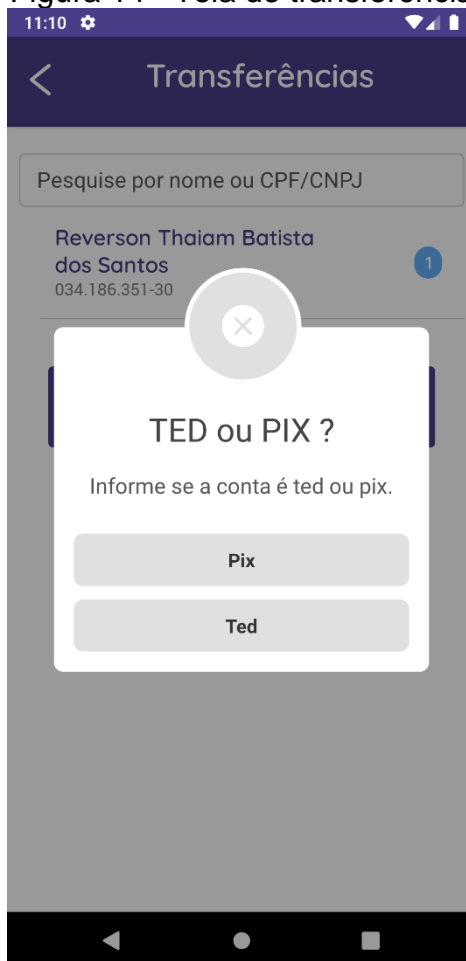 11:10
Transferências
Pesquise por nome ou CPF/CNPJ
Reverson Thaiam Batista
dos Santos
1
034.186.351-30
TED ou PIX ?
Informe se a conta é ted ou pix.
Pix
Ted